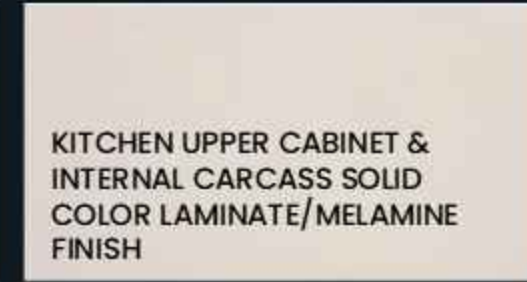 KITCHEN UPPER CABINET &
INTERNAL CARCASS SOLID
COLOR LAMINATE/MELAMINE
FINISH